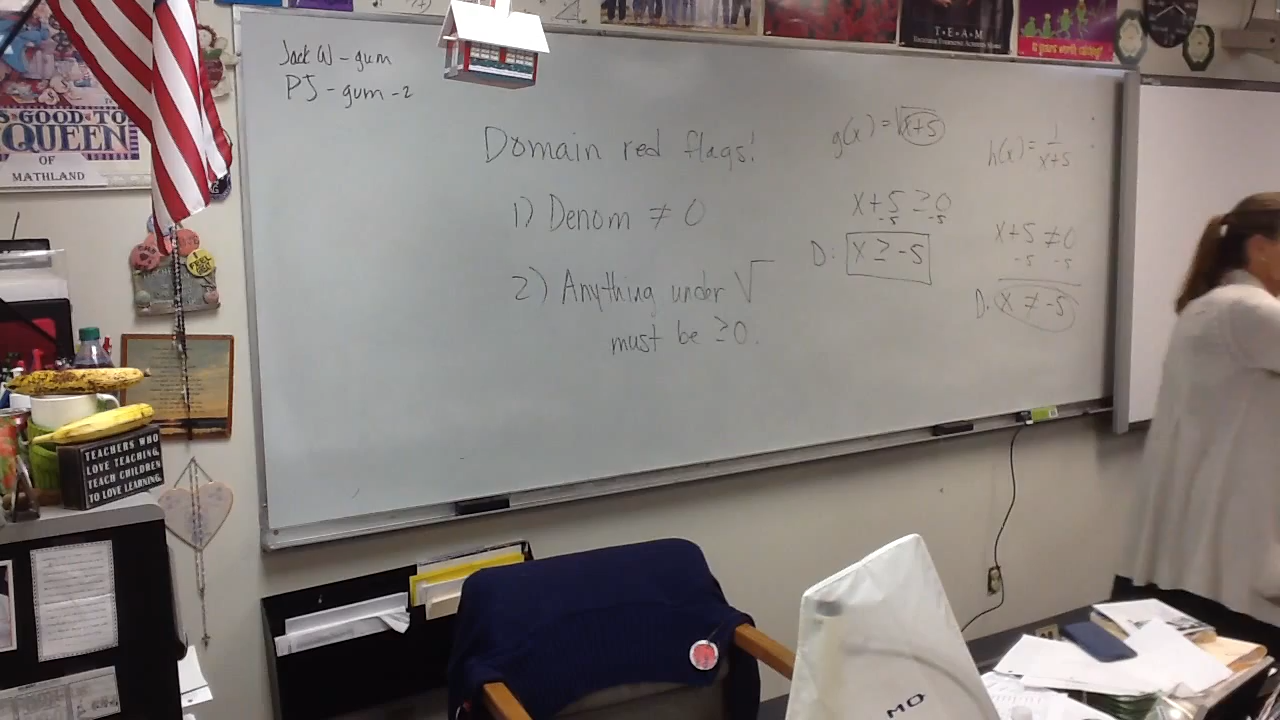 Jack W - gum
PJ - gum - 2
Domain red flags!
1) Denom ≠ 0
2) Anything under √
must be ≥ 0.
g(x) = √x+5
x+5 ≥ 0
-5 -5
D: x ≥ -5
h(x) = 1/x+5
x+5 ≠ 0
-5 -5
D: x ≠ -5
S GOOD TO
QUEEN
OF
MATHLAND
I FEEL
TEACHERS WHO
LOVE TEACHING,
TEACH CHILDREN
TO LOVE LEARNING.
T·E·A·M
MQ